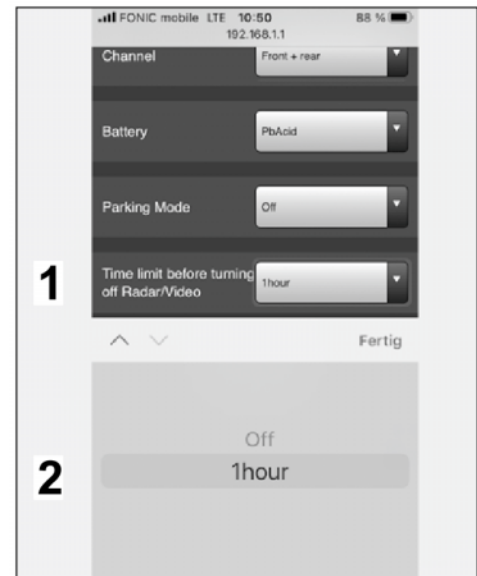 FONIC mobile LTE 10:50 88 %
192.168.1.1
Channel Front + rear
Battery PbAcid
Parking Mode Off
1 Time limit before turning off Radar/Video 1hour
Fertig
Off
2 1hour